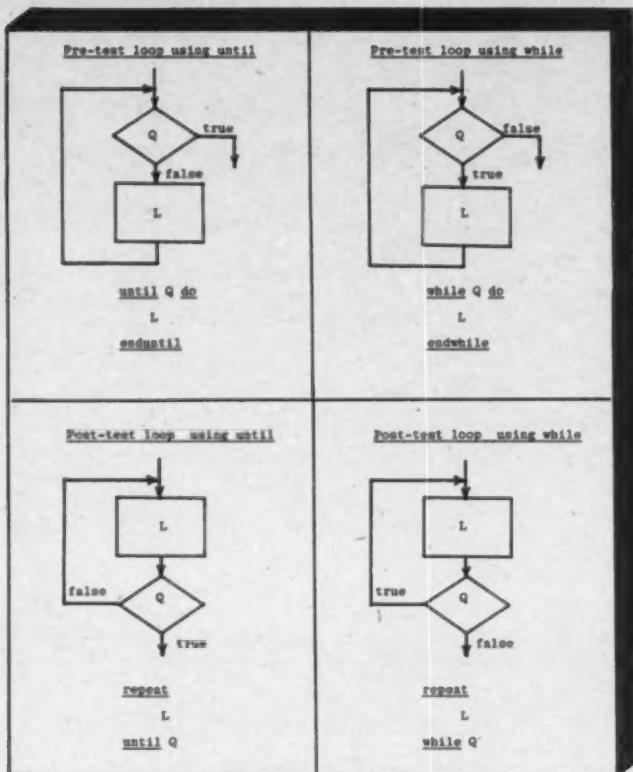 Pre-test loop using until
Q
true
false
L
until Q do
L
enduntil
Pre-test loop using while
Q
false
true
L
while Q do
L
endwhile
Post-test loop using until
L
false
Q
true
repeat
L
until Q
Post-test loop using while
L
true
Q
false
repeat
L
while Q